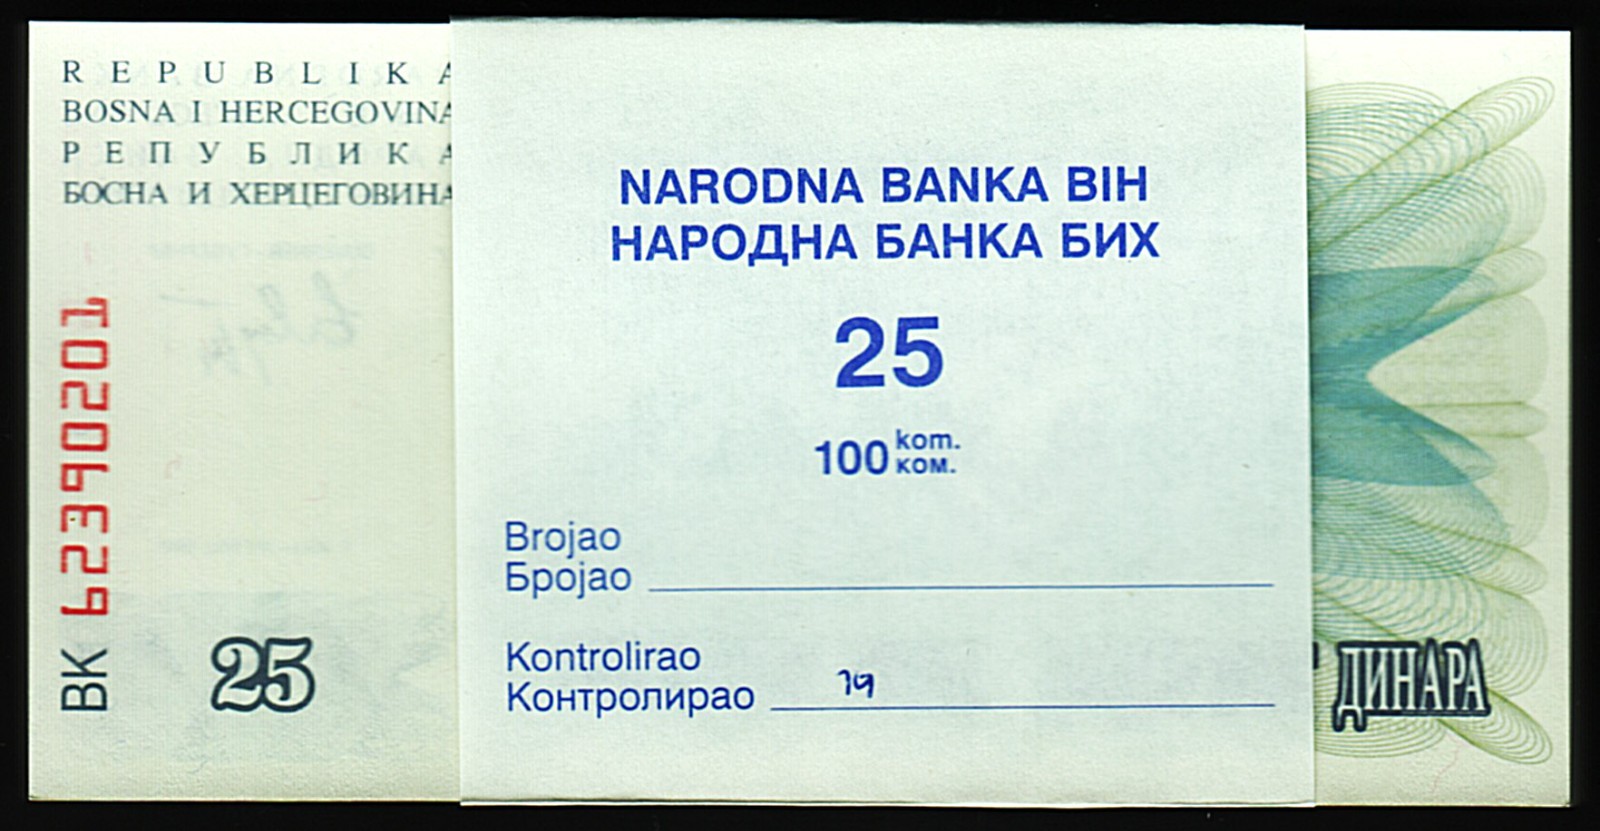 REPUBLIKA
BOSNA I HERCEGOVINA
РЕПУБЛИКА
БОСНА И ХЕРЦЕГОВИНА
BK 62390201
25
NARODNA BANKA BIH
НАРОДНА БАНКА БИХ
25
100 kom.
ком.
Brojao
Бројао
Kontrolirao
Контролирао 19
ДИНАРА